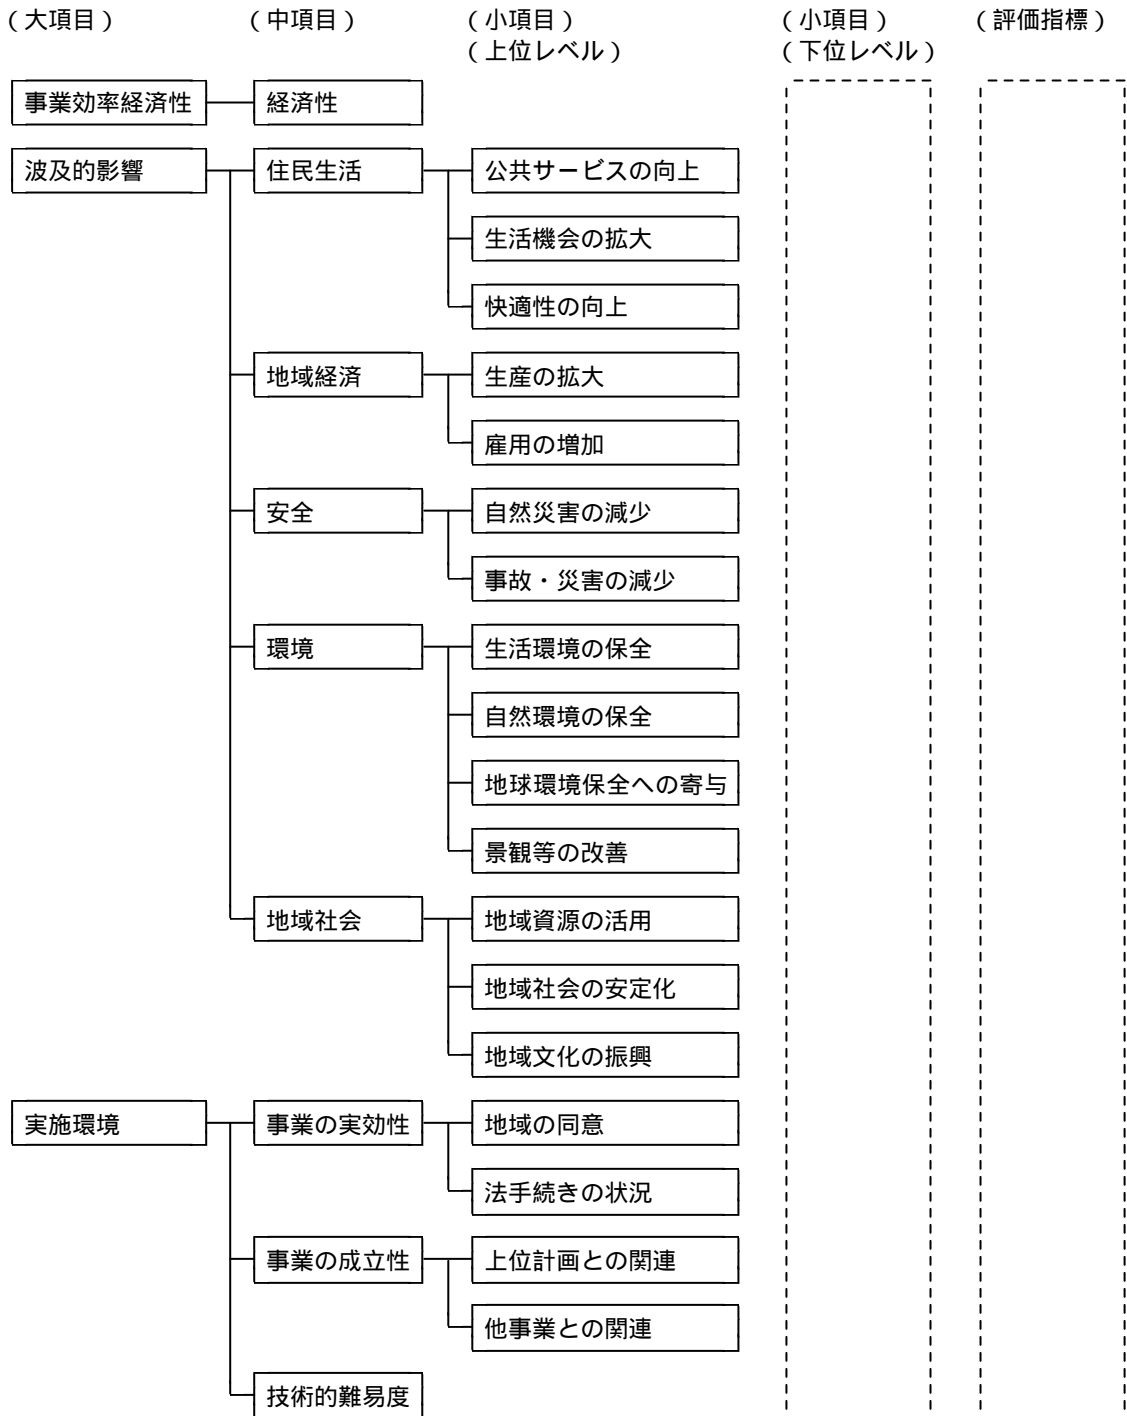 （大項目） （中項目） （小項目） （小項目） （評価指標）
（上位レベル） （下位レベル）
事業効率経済性 経済性
波及的影響 住民生活 公共サービスの向上
生活機会の拡大
快適性の向上
地域経済 生産の拡大
雇用の増加
安全 自然災害の減少
事故・災害の減少
環境 生活環境の保全
自然環境の保全
地球環境保全への寄与
景観等の改善
地域社会 地域資源の活用
地域社会の安定化
地域文化の振興
実施環境 事業の実効性 地域の同意
法手続きの状況
事業の成立性 上位計画との関連
他事業との関連
技術的難易度